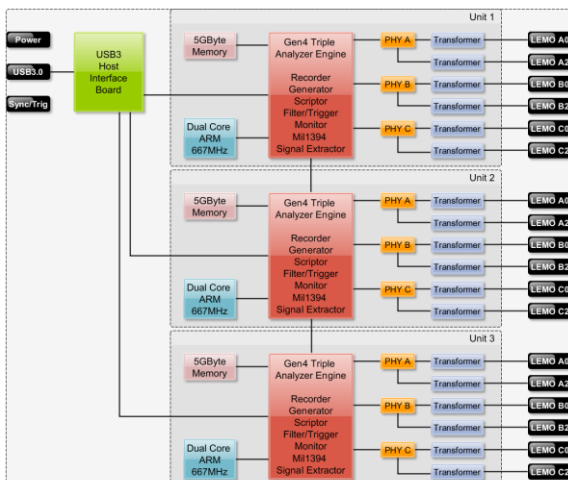 Unit 1
Power
USB3.0
Sync/Trig
USB3
Host
Interface
Board
5GByte
Memory
Dual Core
ARM
667MHz
Gen4 Triple
Analyzer Engine
Recorder
Generator
Scriptor
Filter/Trigger
Monitor
Mil1394
Signal Extractor
PHY A
Transformer
LEMO A0
Transformer
LEMO A2
PHY B
Transformer
LEMO B0
Transformer
LEMO B2
PHY C
Transformer
LEMO C0
Transformer
LEMO C2
Unit 2
5GByte
Memory
Dual Core
ARM
667MHz
Gen4 Triple
Analyzer Engine
Recorder
Generator
Scriptor
Filter/Trigger
Monitor
Mil1394
Signal Extractor
PHY A
Transformer
LEMO A0
Transformer
LEMO A2
PHY B
Transformer
LEMO B0
Transformer
LEMO B2
PHY C
Transformer
LEMO C0
Transformer
LEMO C2
Unit 3
5GByte
Memory
Dual Core
ARM
667MHz
Gen4 Triple
Analyzer Engine
Recorder
Generator
Scriptor
Filter/Trigger
Monitor
Mil1394
Signal Extractor
PHY A
Transformer
LEMO A0
Transformer
LEMO A2
PHY B
Transformer
LEMO B0
Transformer
LEMO B2
PHY C
Transformer
LEMO C0
Transformer
LEMO C2